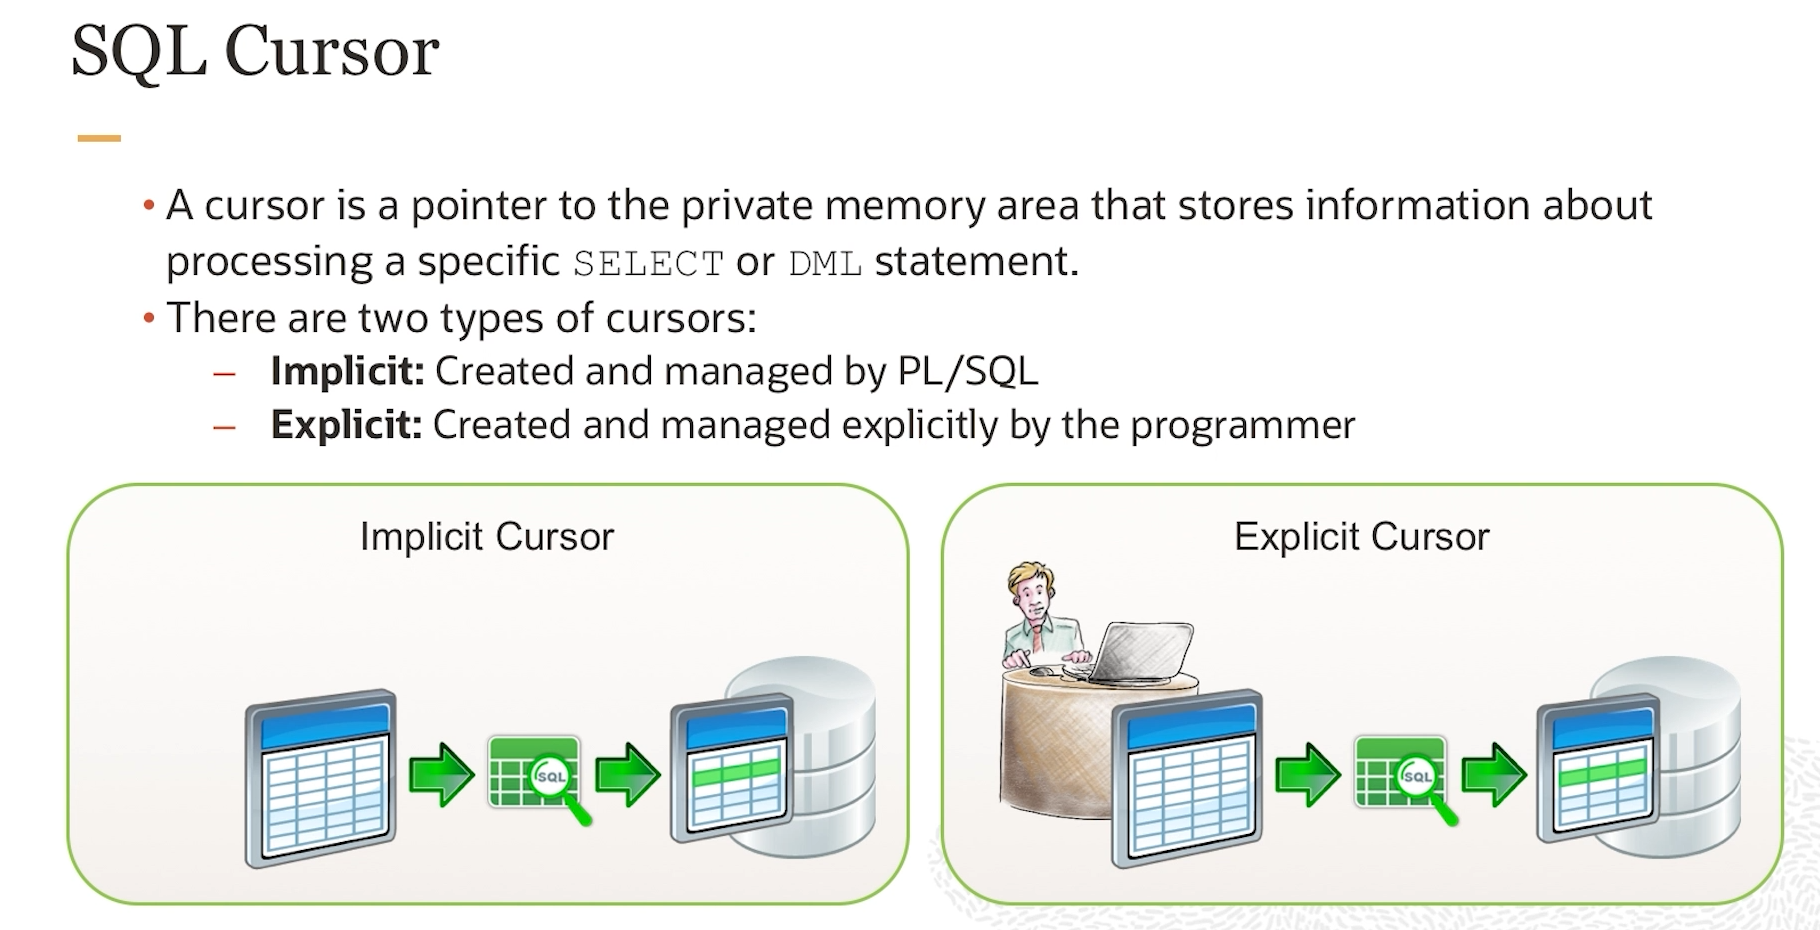 SQL Cursor
• A cursor is a pointer to the private memory area that stores information about
processing a specific SELECT or DML statement.
• There are two types of cursors:
– Implicit: Created and managed by PL/SQL
– Explicit: Created and managed explicitly by the programmer
Implicit Cursor
SQL
Explicit Cursor
SQL